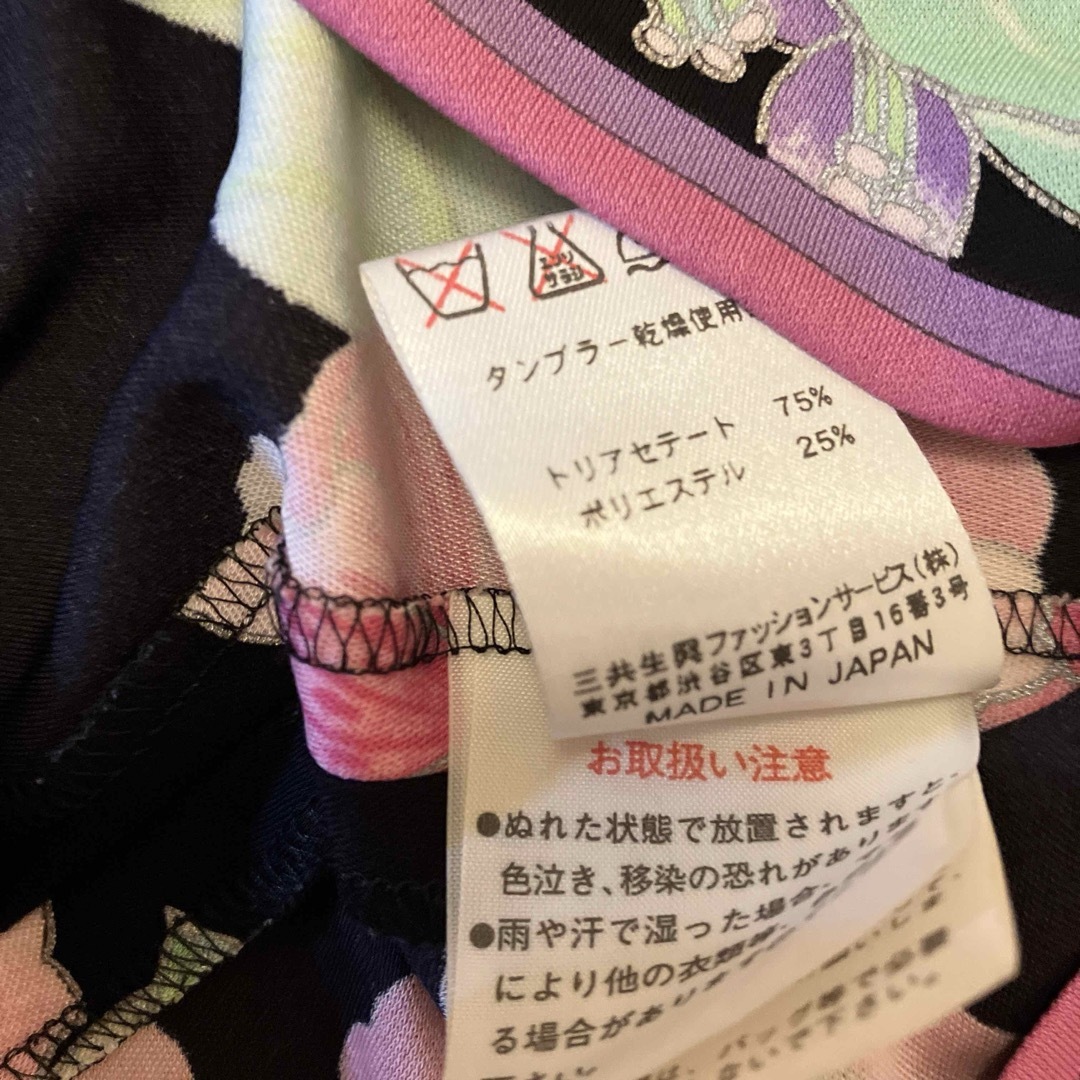 エンソ
サラシ
タンブラー乾燥使用
トリアセテート 75%
ポリエステル 25%
三共生興ファッションサービス(株)
東京都渋谷区東3丁目16番3号
MADE IN JAPAN
お取扱い注意
●ぬれた状態で放置されますと、
色泣き、移染の恐れがあります
●雨や汗で湿った場合、
により他の衣類等
る場合があります